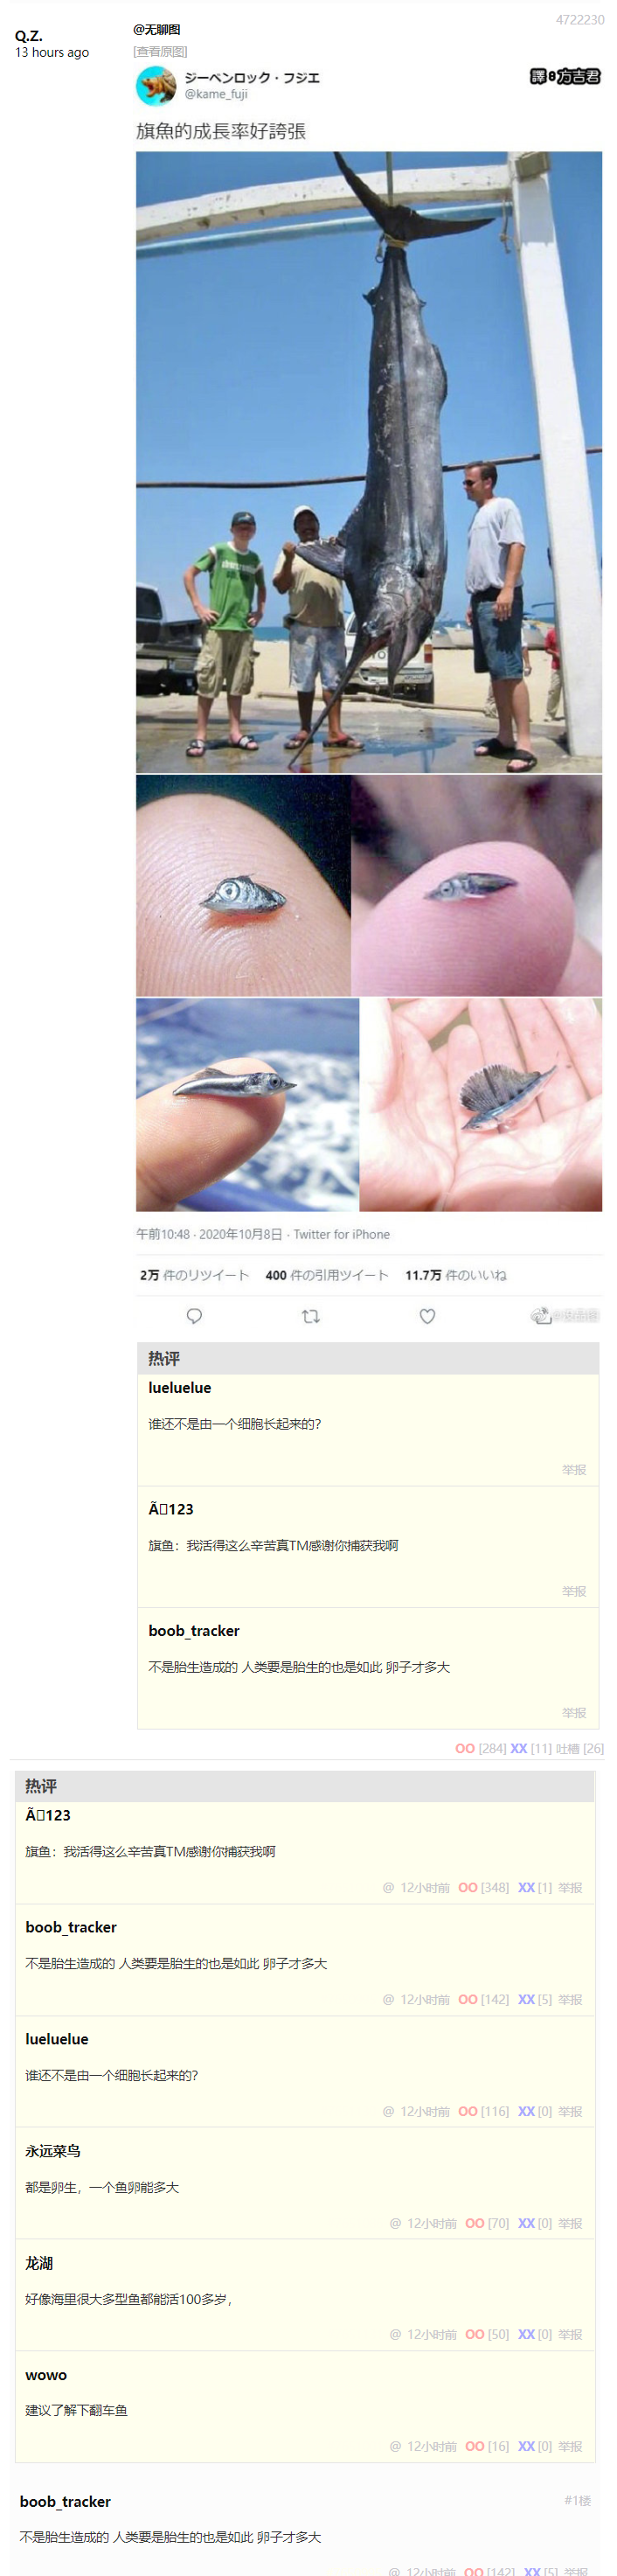 4722230
Q.Z.
13 hours ago
@无聊图
[查看原图]
ジーペンロック・フジエ
@kame_fuji
譯●方吉君
旗魚的成長率好誇張
午前10:48 · 2020年10月8日 · Twitter for iPhone
2万 件のリツイート 400 件の引用ツイート 11.7万 件のいいね
热评
lueluelue
谁还不是由一个细胞长起来的?
举报
Ã▯123
旗鱼：我活得这么辛苦真TM感谢你捕获我啊
举报
boob_tracker
不是胎生造成的 人类要是胎生的也是如此 卵子才多大
举报
OO [284] XX [11] 吐槽 [26]
热评
Ã▯123
旗鱼：我活得这么辛苦真TM感谢你捕获我啊
@ 12小时前 OO [348] XX [1] 举报
boob_tracker
不是胎生造成的 人类要是胎生的也是如此 卵子才多大
@ 12小时前 OO [142] XX [5] 举报
lueluelue
谁还不是由一个细胞长起来的?
@ 12小时前 OO [116] XX [0] 举报
永远菜鸟
都是卵生，一个鱼卵能多大
@ 12小时前 OO [70] XX [0] 举报
龙湖
好像海里很大多型鱼都能活100多岁，
@ 12小时前 OO [50] XX [0] 举报
wowo
建议了解下翻车鱼
@ 12小时前 OO [16] XX [0] 举报
boob_tracker
#1楼
不是胎生造成的 人类要是胎生的也是如此 卵子才多大
@ 12小时前 OO [142] XX [5] 举报